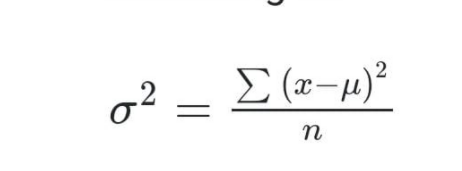 σ² = ∑ (x−μ)² / n